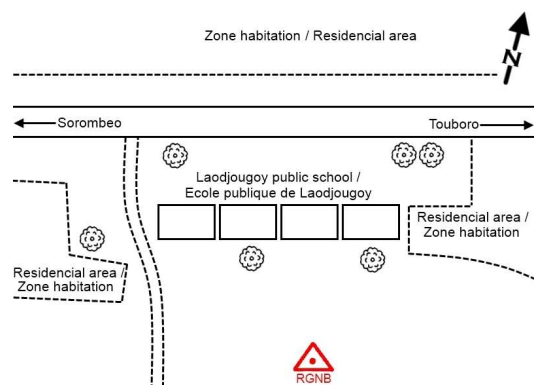 Zone habitation / Residencial area
N
Sorombeo
Touboro
Laodjougoy public school /
Ecole publique de Laodjougoy
Residencial area /
Zone habitation
Residencial area /
Zone habitation
RGNB